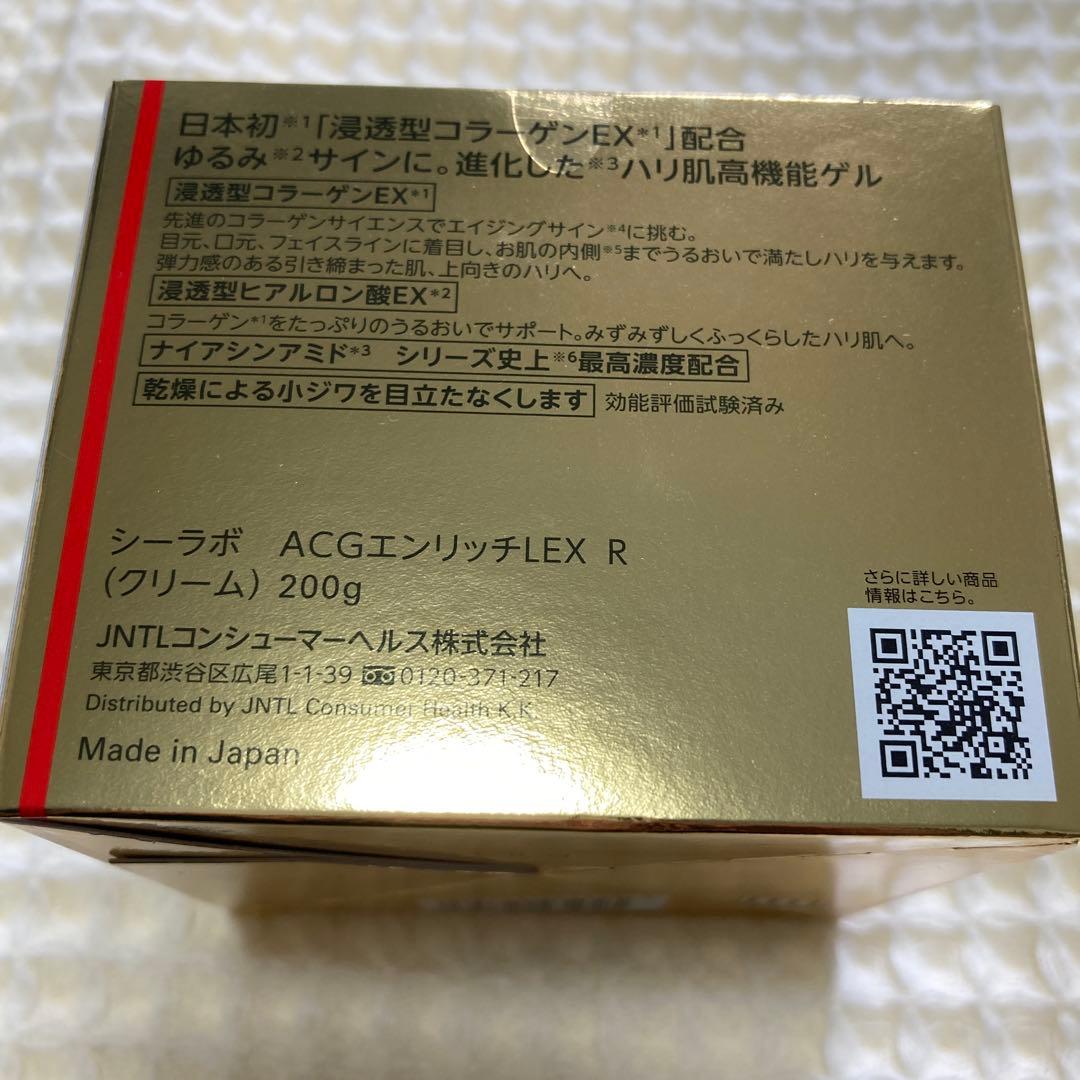 日本初※1「浸透型コラーゲンEX*1」配合
ゆるみ※2サインに。進化した※3ハリ肌高機能ゲル
浸透型コラーゲンEX*1
先進のコラーゲンサイエンスでエイジングサイン※4に挑む。
目元、口元、フェイスラインに着目し、お肌の内側※5までうるおいで満たしハリを与えます。
弾力感のある引き締まった肌、上向きのハリへ。
浸透型ヒアルロン酸EX*2
コラーゲン*1をたっぷりのうるおいでサポート。みずみずしくふっくらしたハリ肌へ。
ナイアシンアミド*3 シリーズ史上※6最高濃度配合
乾燥による小ジワを目立たなくします 効能評価試験済み
シーラボ ACGエンリッチLEX R
（クリーム）200g
JNTLコンシューマーヘルス株式会社
東京都渋谷区広尾1-1-39 0120-371-217
Distributed by JNTL Consumer Health K.K.
Made in Japan
さらに詳しい商品
情報はこちら。